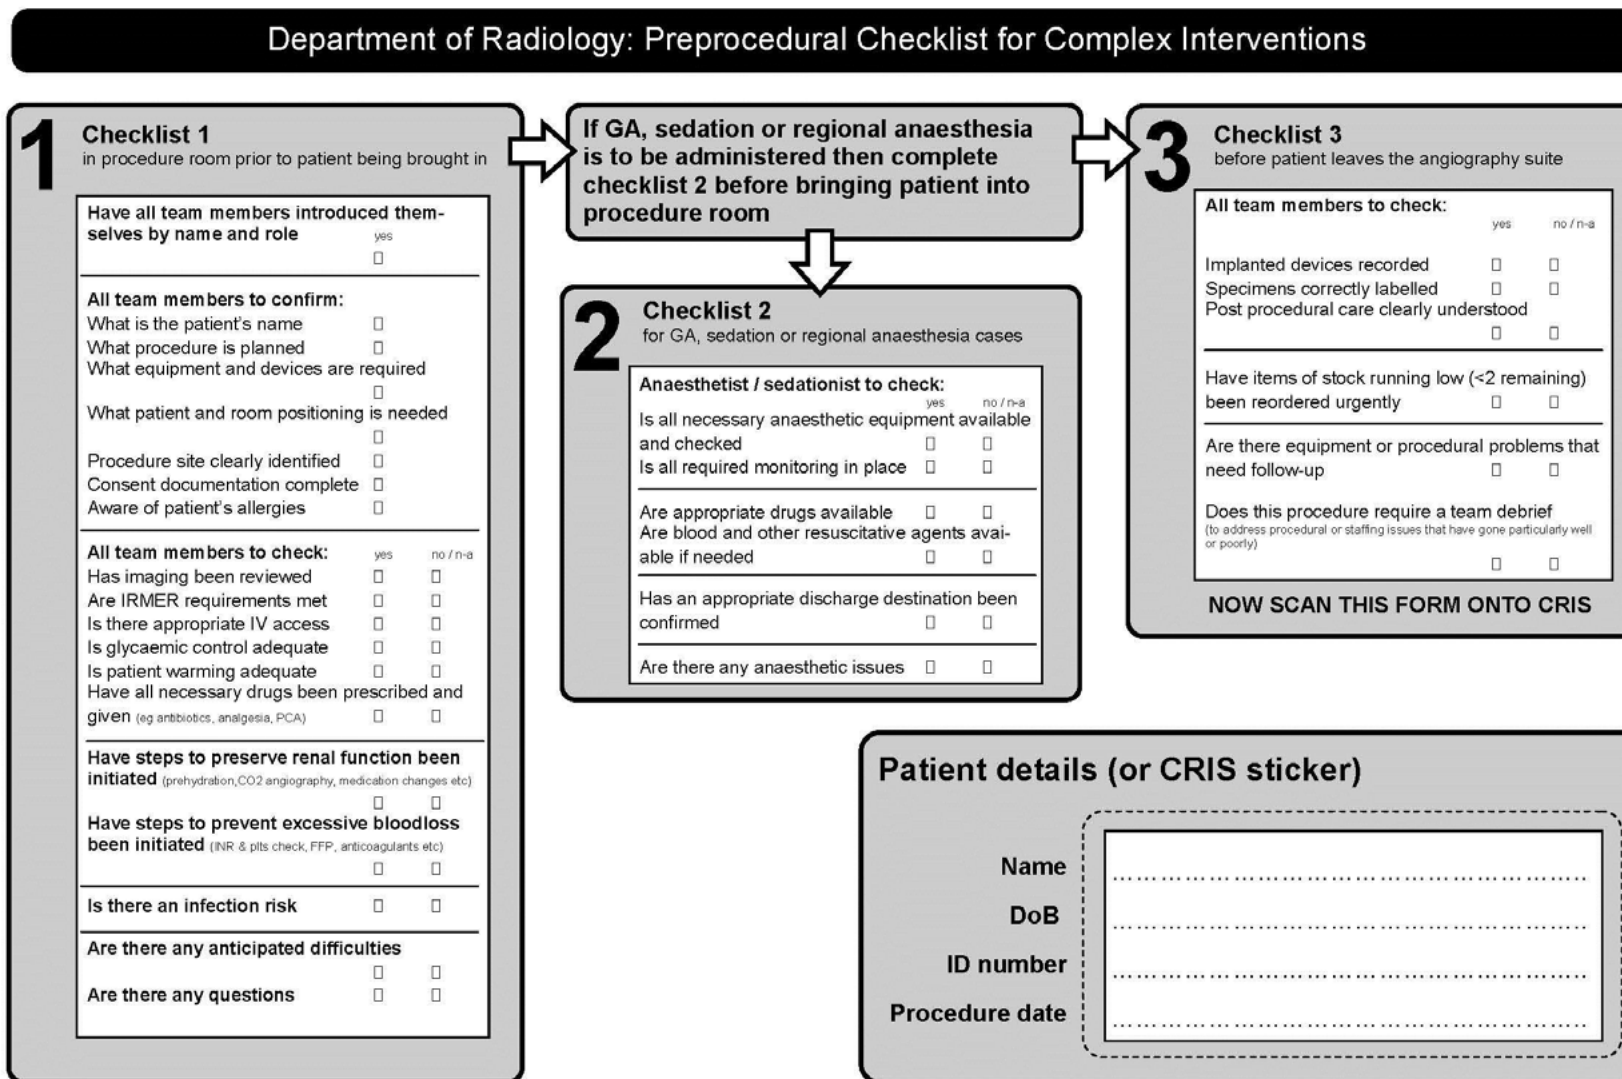 Department of Radiology: Preprocedural Checklist for Complex Interventions
1
Checklist 1
in procedure room prior to patient being brought in
Have all team members introduced them-
selves by name and role
yes
All team members to confirm:
What is the patient's name
What procedure is planned
What equipment and devices are required
What patient and room positioning is needed
Procedure site clearly identified
Consent documentation complete
Aware of patient's allergies
All team members to check: yes no / n-a
Has imaging been reviewed
Are IRMER requirements met
Is there appropriate IV access
Is glycaemic control adequate
Is patient warming adequate
Have all necessary drugs been prescribed and
given (eg antibiotics, analgesia, PCA)
Have steps to preserve renal function been
initiated (prehydration,CO2 angiography, medication changes etc)
Have steps to prevent excessive bloodloss
been initiated (INR & plts check, FFP, anticoagulants etc)
Is there an infection risk
Are there any anticipated difficulties
Are there any questions
If GA, sedation or regional anaesthesia
is to be administered then complete
checklist 2 before bringing patient into
procedure room
2
Checklist 2
for GA, sedation or regional anaesthesia cases
Anaesthetist / sedationist to check:
yes no / n-a
Is all necessary anaesthetic equipment available
and checked
Is all required monitoring in place
Are appropriate drugs available
Are blood and other resuscitative agents avai-
able if needed
Has an appropriate discharge destination been
confirmed
Are there any anaesthetic issues
3
Checklist 3
before patient leaves the angiography suite
All team members to check:
yes no / n-a
Implanted devices recorded
Specimens correctly labelled
Post procedural care clearly understood
Have items of stock running low (<2 remaining)
been reordered urgently
Are there equipment or procedural problems that
need follow-up
Does this procedure require a team debrief
(to address procedural or staffing issues that have gone particularly well
or poorly)
NOW SCAN THIS FORM ONTO CRIS
Patient details (or CRIS sticker)
Name
DoB
ID number
Procedure date